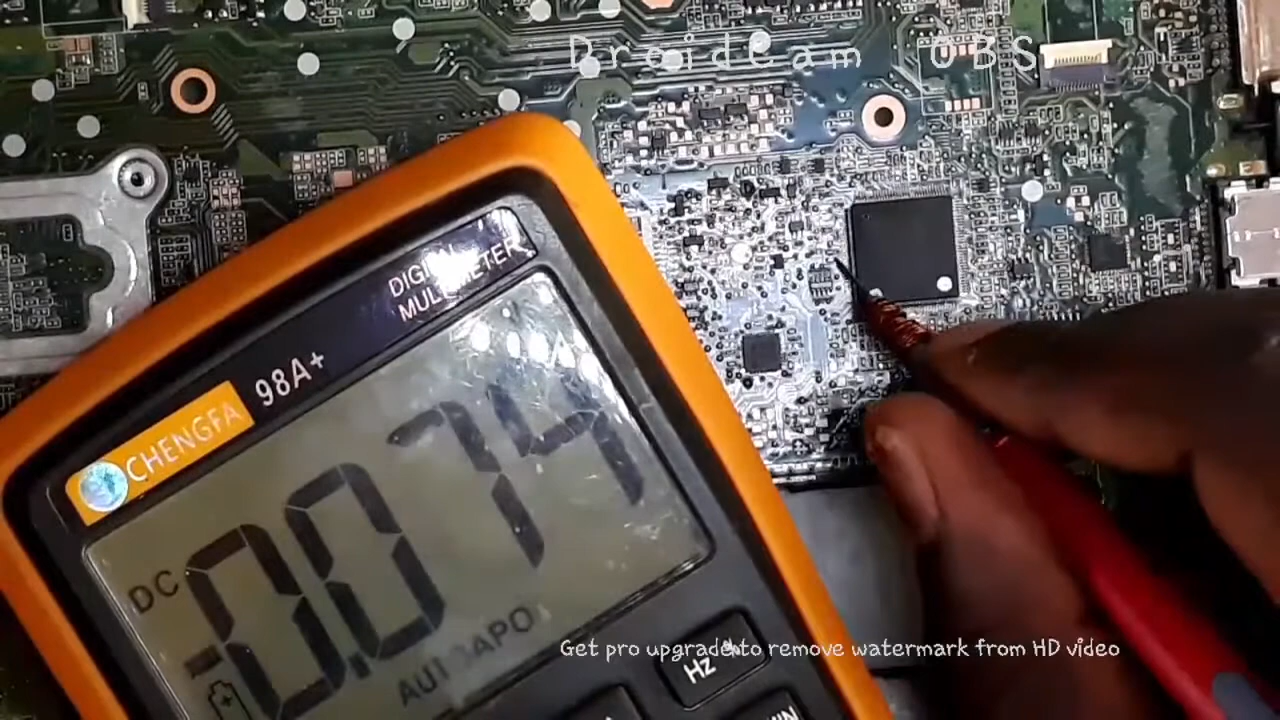 DroidCam OBS
DIGITAL
MULTIMETER
CHENGFA 98A+
DC
-0.074
AUTO APO
Hz
Get pro upgrade to remove watermark from HD video